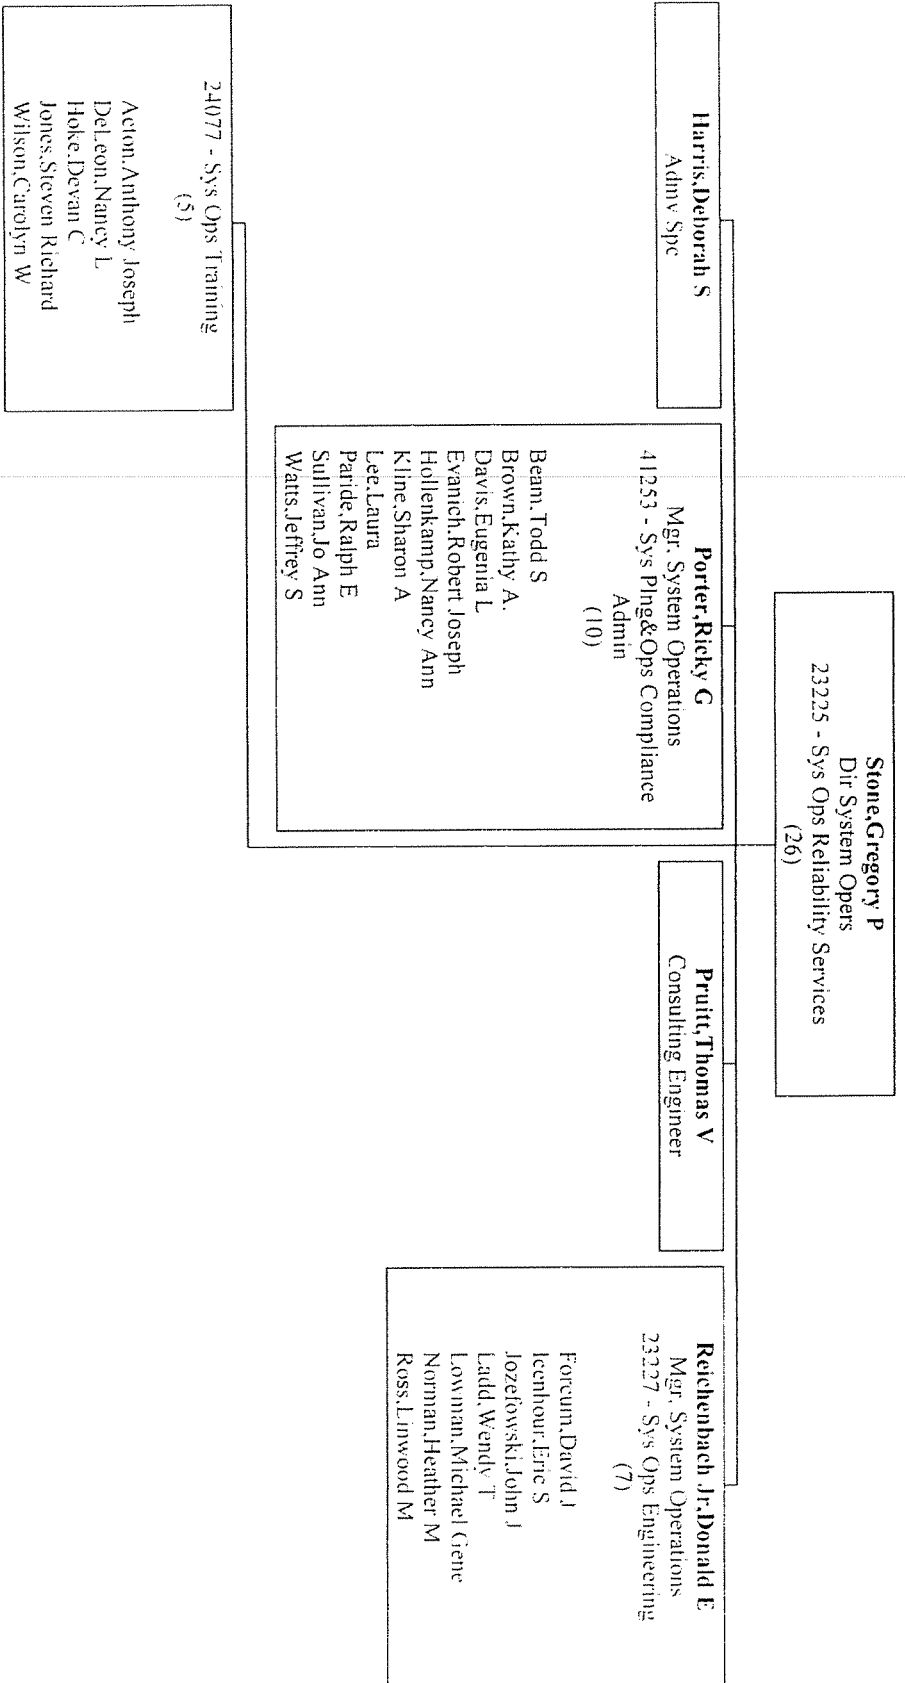 Stone,Gregory P
Dir System Opers
23225 - Sys Ops Reliability Services
(26)
Harris,Deborah S
Admv Spc
Porter,Ricky G
Mgr, System Operations
41253 - Sys Plng&Ops Compliance
Admin
(10)
Beam,Todd S
Brown,Kathy A.
Davis,Eugenia L
Evanich,Robert Joseph
Hollenkamp,Nancy Ann
Kline,Sharon A
Lee,Laura
Paride,Ralph E
Sullivan,Jo Ann
Watts,Jeffrey S
Pruitt,Thomas V
Consulting Engineer
Reichenbach Jr,Donald E
Mgr, System Operations
23227 - Sys Ops Engineering
(7)
Forcum,David J
Icenhour,Eric S
Jozefowski,John J
Ladd,Wendy T
Lowman,Michael Gene
Norman,Heather M
Ross,Linwood M
24077 - Sys Ops Training
(5)
Acton,Anthony Joseph
DeLeon,Nancy L
Hoke,Devan C
Jones,Steven Richard
Wilson,Carolyn W